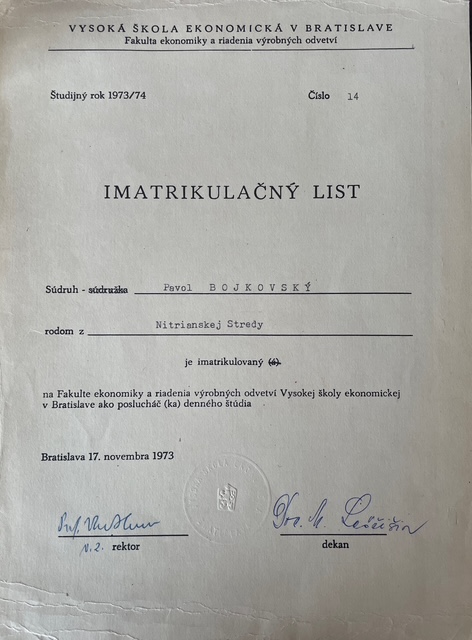 VYSOKÁ ŠKOLA EKONOMICKÁ V BRATISLAVE
Fakulta ekonomiky a riadenia výrobných odvetví
Študijný rok 1973/74 Číslo 14
IMATRIKULAČNÝ LIST
Súdruh - súdružka Pavol BOJKOVSKÝ
rodom z Nitrianskej Stredy
je imatrikulovaný (á)
na Fakulte ekonomiky a riadenia výrobných odvetví Vysokej školy ekonomickej
v Bratislave ako poslucháč (ka) denného štúdia
Bratislava 17. novembra 1973
v.z. rektor
dekan